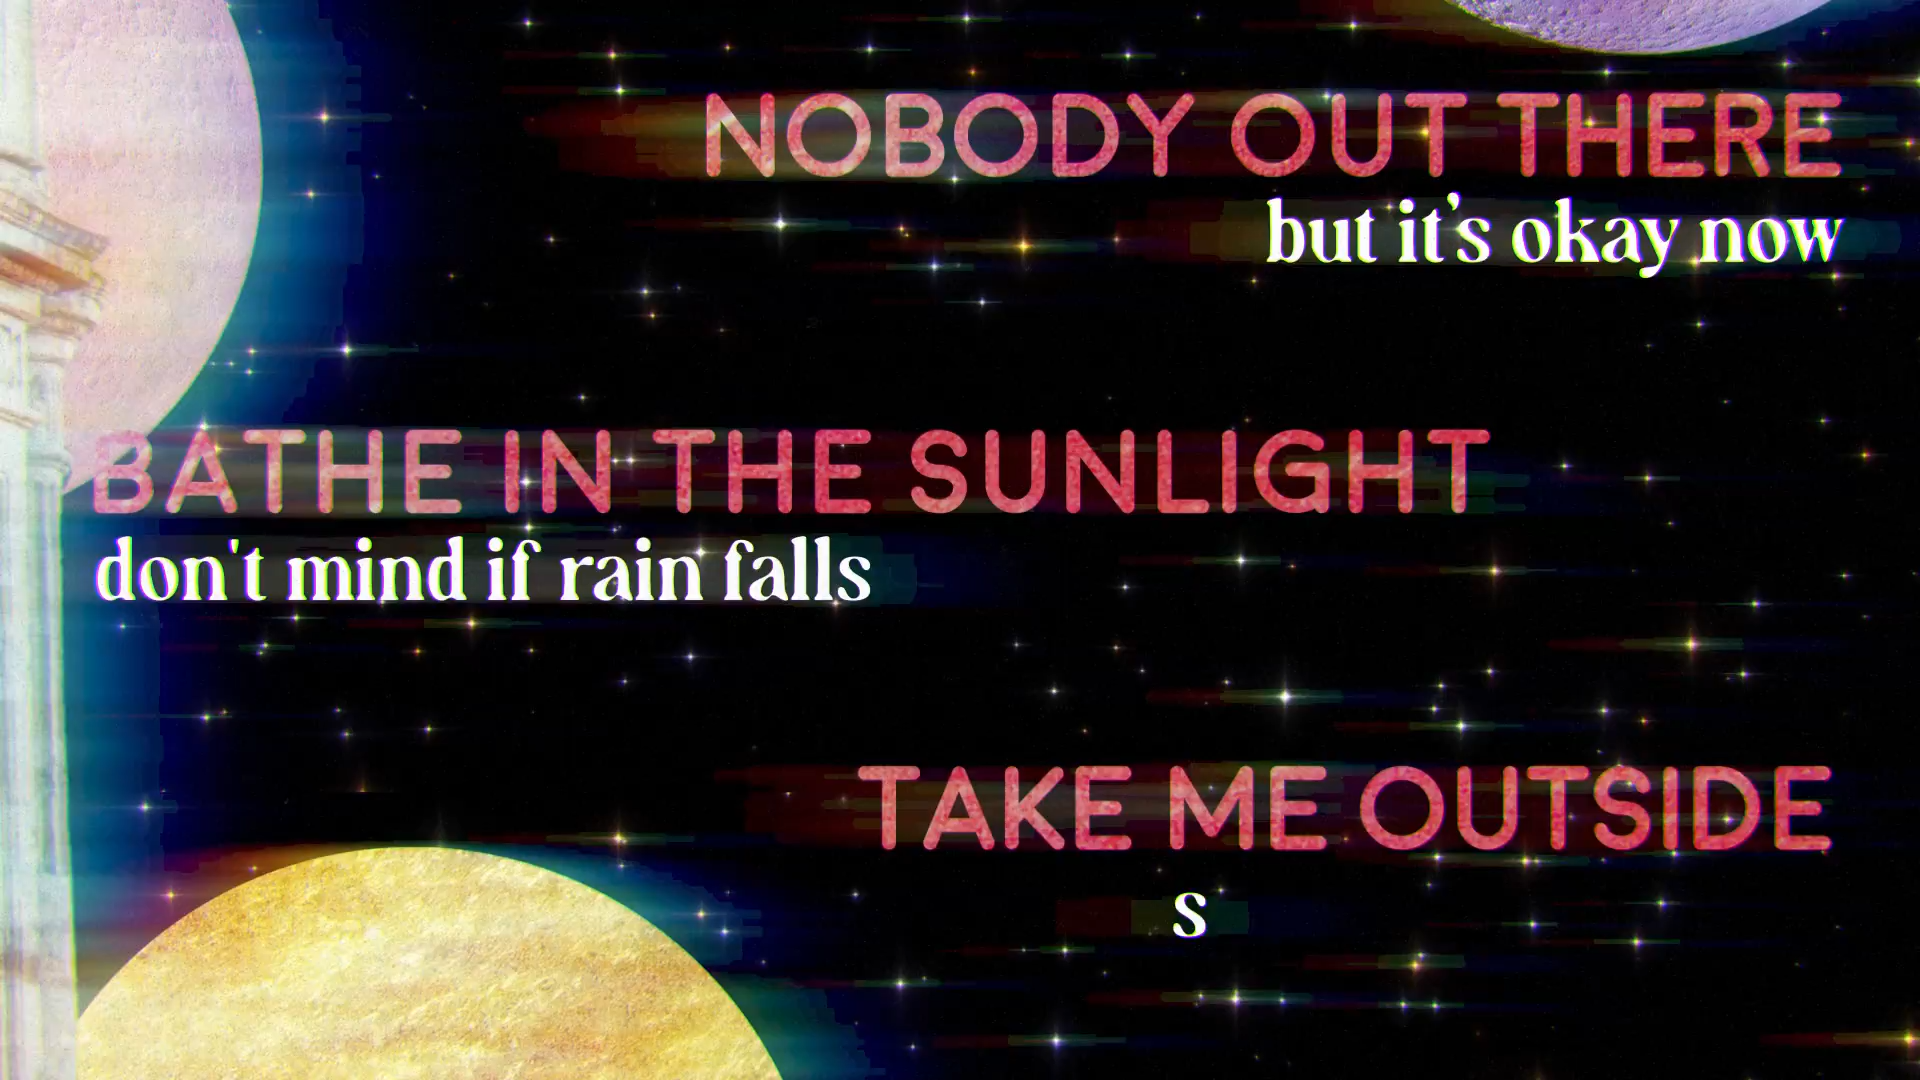 NOBODY OUT THERE
but it's okay now
BATHE IN THE SUNLIGHT
don't mind if rain falls
TAKE ME OUTSIDE
s